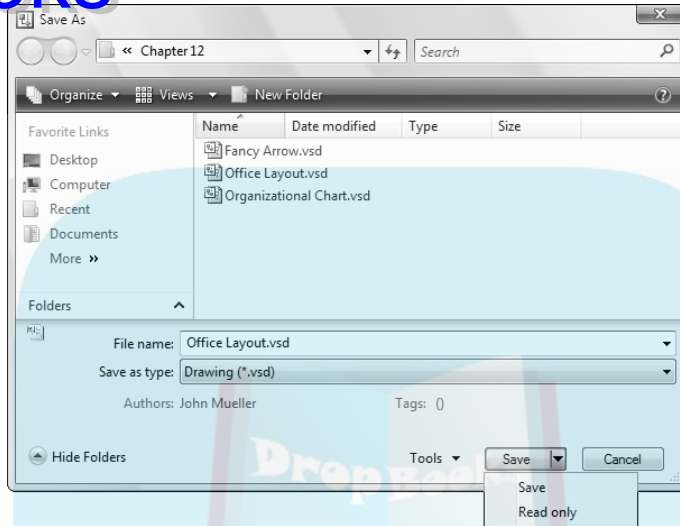 Save As
« Chapter 12
Search
Organize Views New Folder
Favorite Links
Desktop
Computer
Recent
Documents
More »
Folders
Name Date modified Type Size
Fancy Arrow.vsd
Office Layout.vsd
Organizational Chart.vsd
File name: Office Layout.vsd
Save as type: Drawing (*.vsd)
Authors: John Mueller Tags: ()
Hide Folders
Tools Save Cancel
Save
Read only
DropBooks